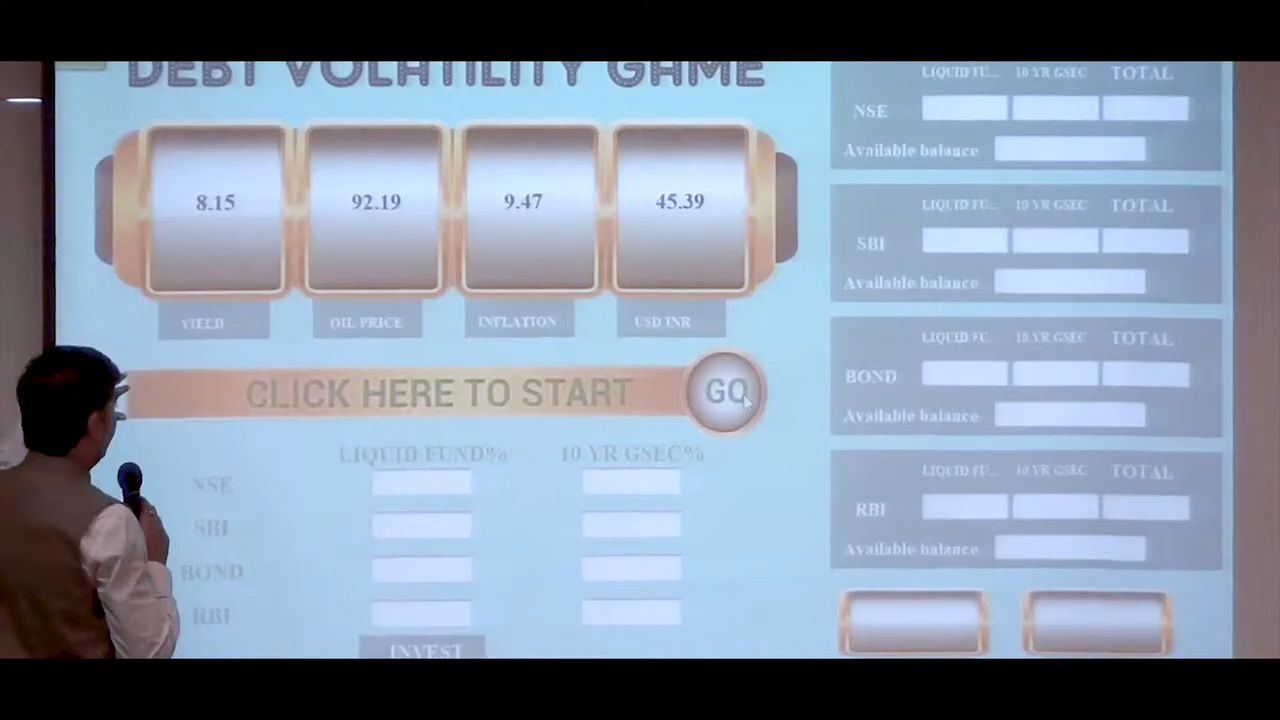 DEBT VOLATILITY GAME
8.15 92.19 9.47 45.39
YIELD OIL PRICE INFLATION USD INR
CLICK HERE TO START GO
LIQUID FUND% 10 YR GSEC%
NSE
SBI
BOND
RBI
INVEST
LIQUID FU... 10 YR GSEC TOTAL
NSE
Available balance
LIQUID FU... 10 YR GSEC TOTAL
SBI
Available balance
LIQUID FU... 10 YR GSEC TOTAL
BOND
Available balance
LIQUID FU... 10 YR GSEC TOTAL
RBI
Available balance